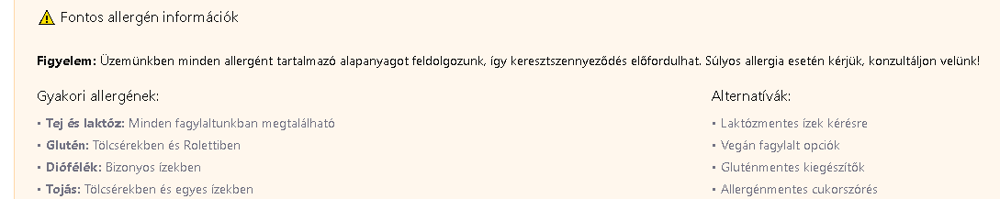 ⚠ Fontos allergén információk
Figyelem: Üzemünkben minden allergént tartalmazó alapanyagot feldolgozunk, így keresztszennyeződés előfordulhat. Súlyos allergia esetén kérjük, konzultáljon velünk!
Gyakori allergének:
• Tej és laktóz: Minden fagylaltunkban megtalálható
• Glutén: Tölcsérekben és Rolettiben
• Diófélék: Bizonyos ízekben
• Tojás: Tölcsérekben és egyes ízekben
Alternatívák:
• Laktózmentes ízek kérésre
• Vegán fagylalt opciók
• Gluténmentes kiegészítők
• Allergénmentes cukorszórés